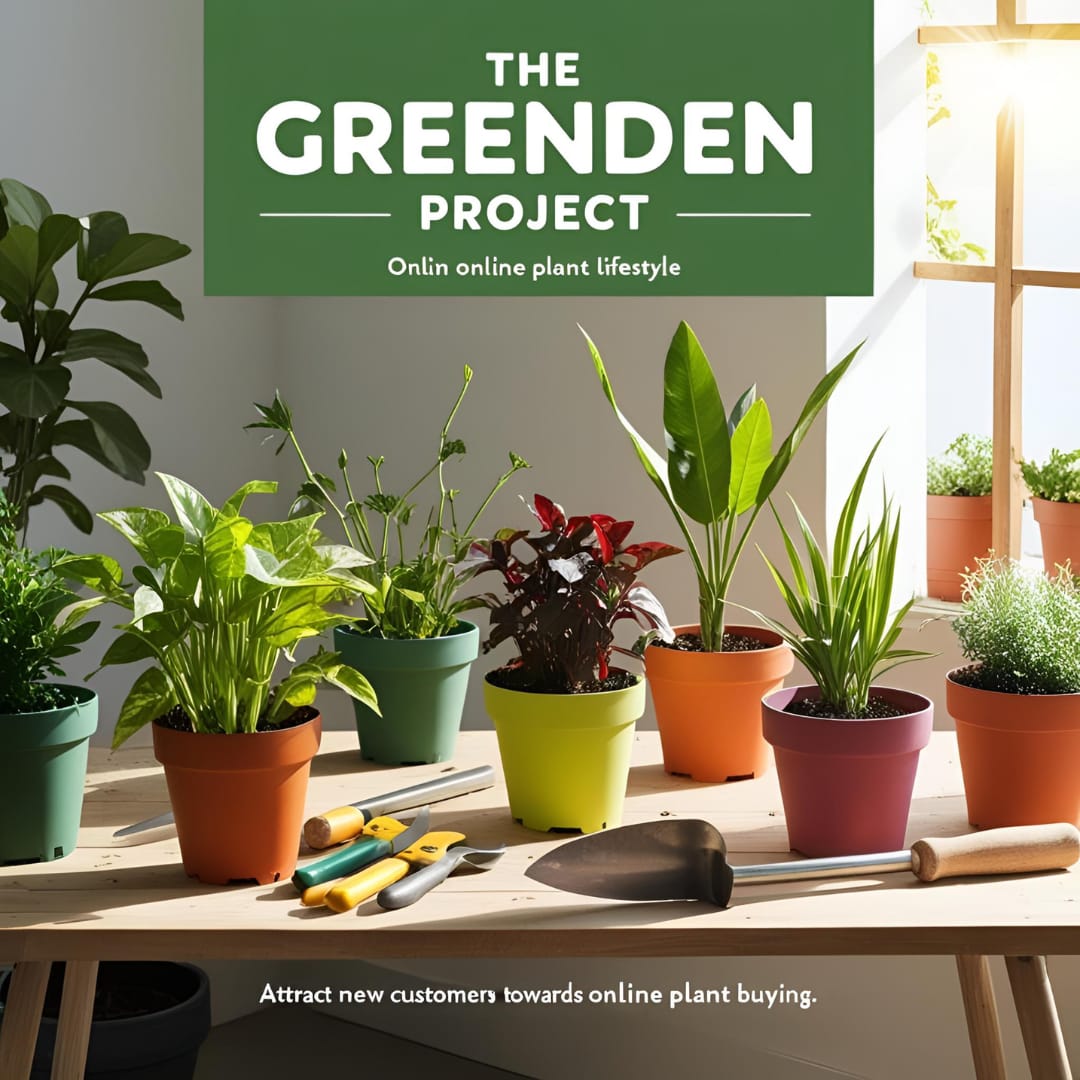 THE
GREENDEN
PROJECT
Onlin online plant lifestyle
Attract new customers towards online plant buying.